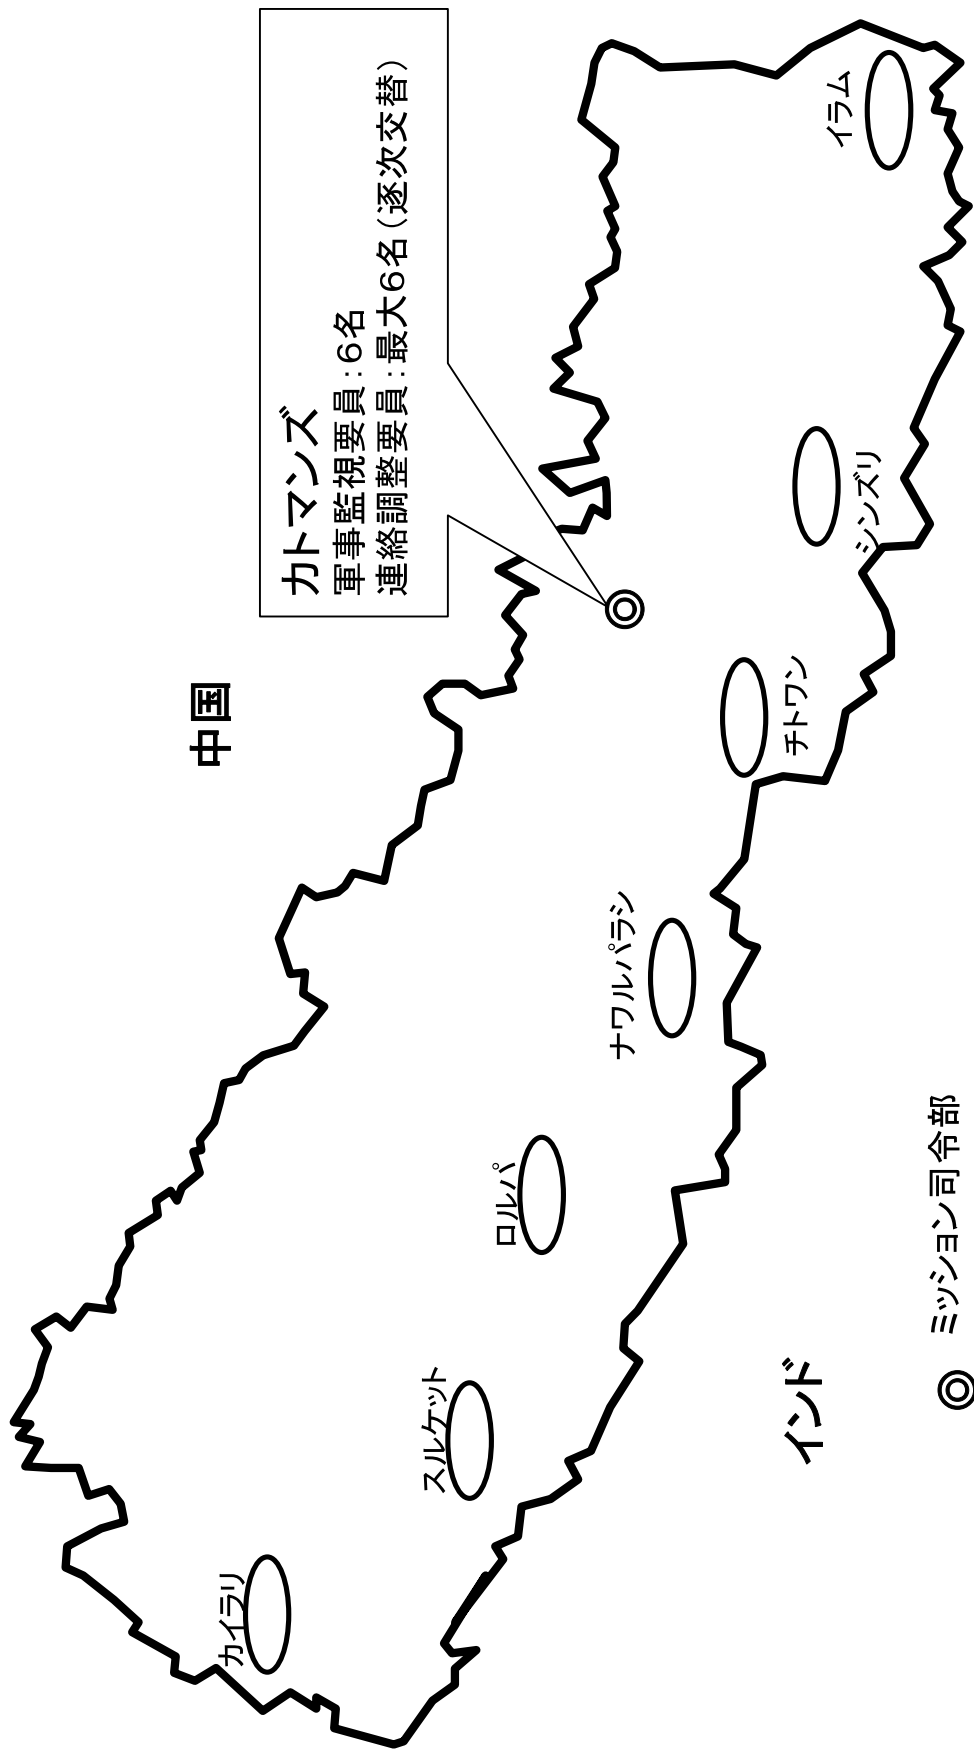 中国
カトマンズ
軍事監視要員：６名
連絡調整要員：最大６名（逐次交替）
カイラリ
スルケット
ロルパ
ナワルパラシ
チトワン
シンズリ
イラム
インド
◎ ミッション司令部